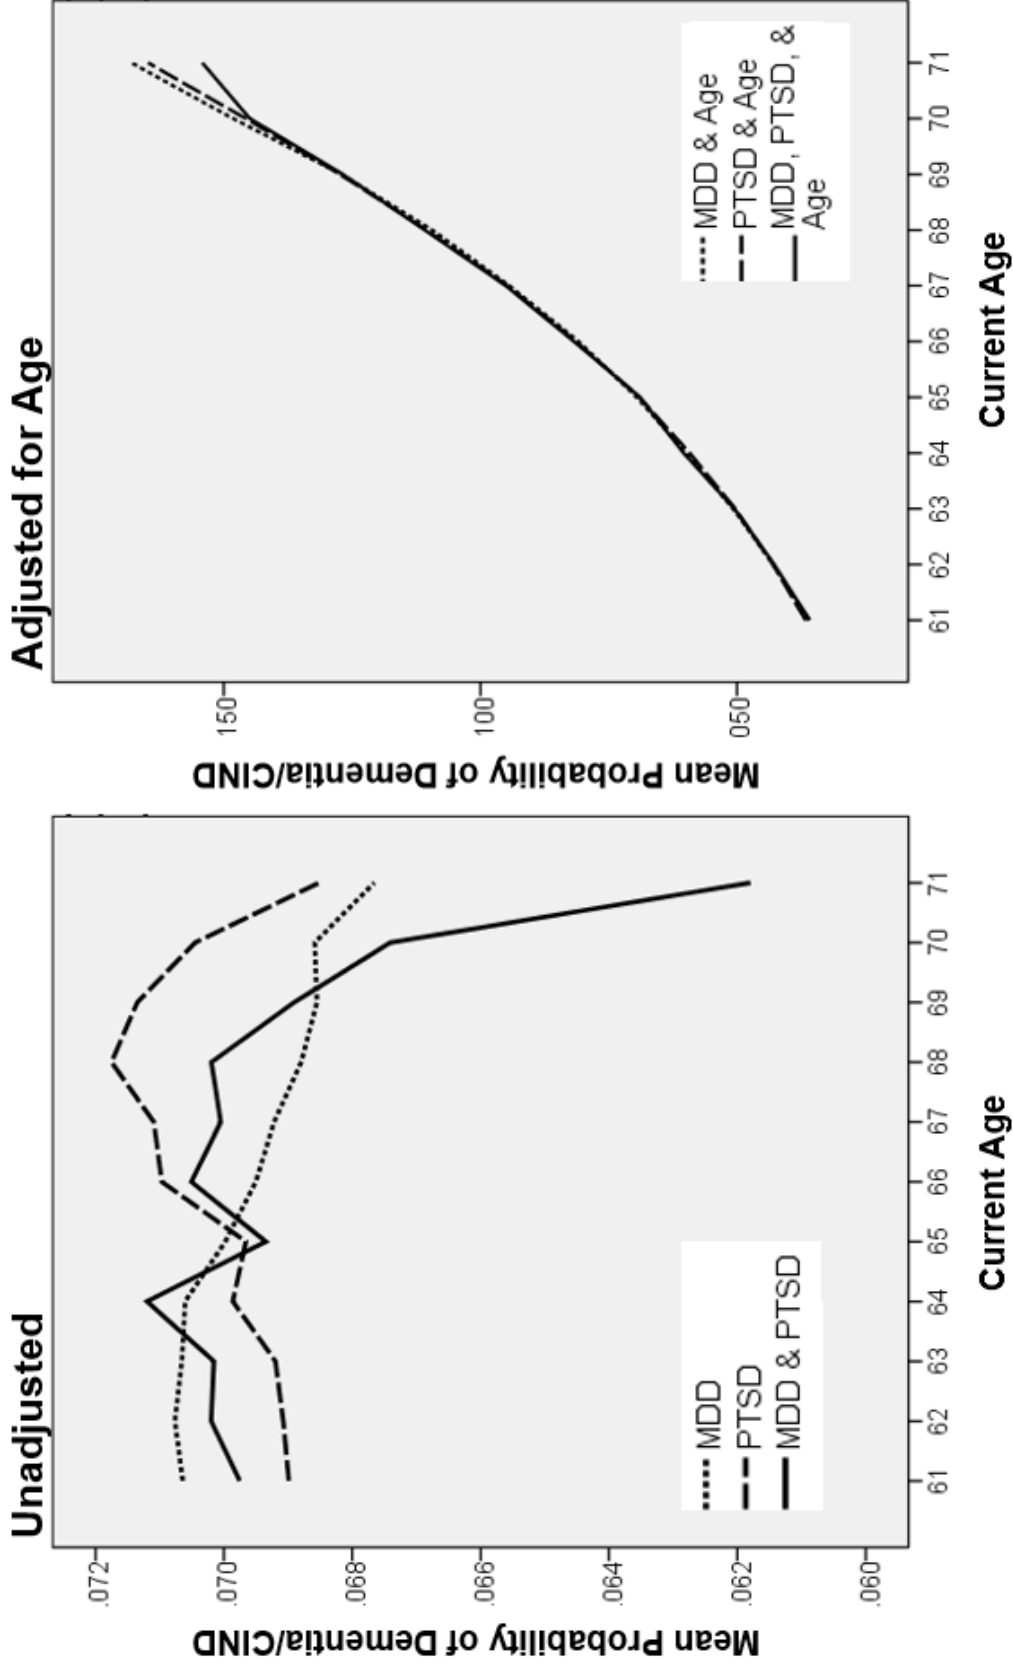 Unadjusted
Mean Probability of Dementia/CIND
.072
.070
.068
.066
.064
.062
.060
MDD
PTSD
MDD & PTSD
61
62
63
64
65
66
67
68
69
70
71
Current Age
Adjusted for Age
Mean Probability of Dementia/CIND
150
100
050
MDD & Age
PTSD & Age
MDD, PTSD, &
Age
61
62
63
64
65
66
67
68
69
70
71
Current Age